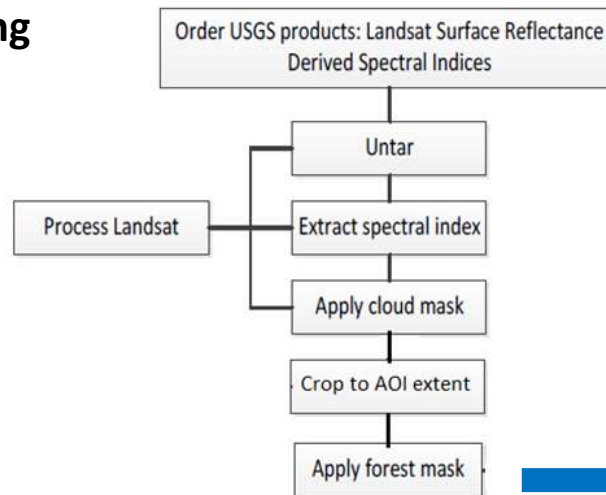 Order USGS products: Landsat Surface Reflectance
Derived Spectral Indices
Untar
Process Landsat
Extract spectral index
Apply cloud mask
Crop to AOI extent
Apply forest mask